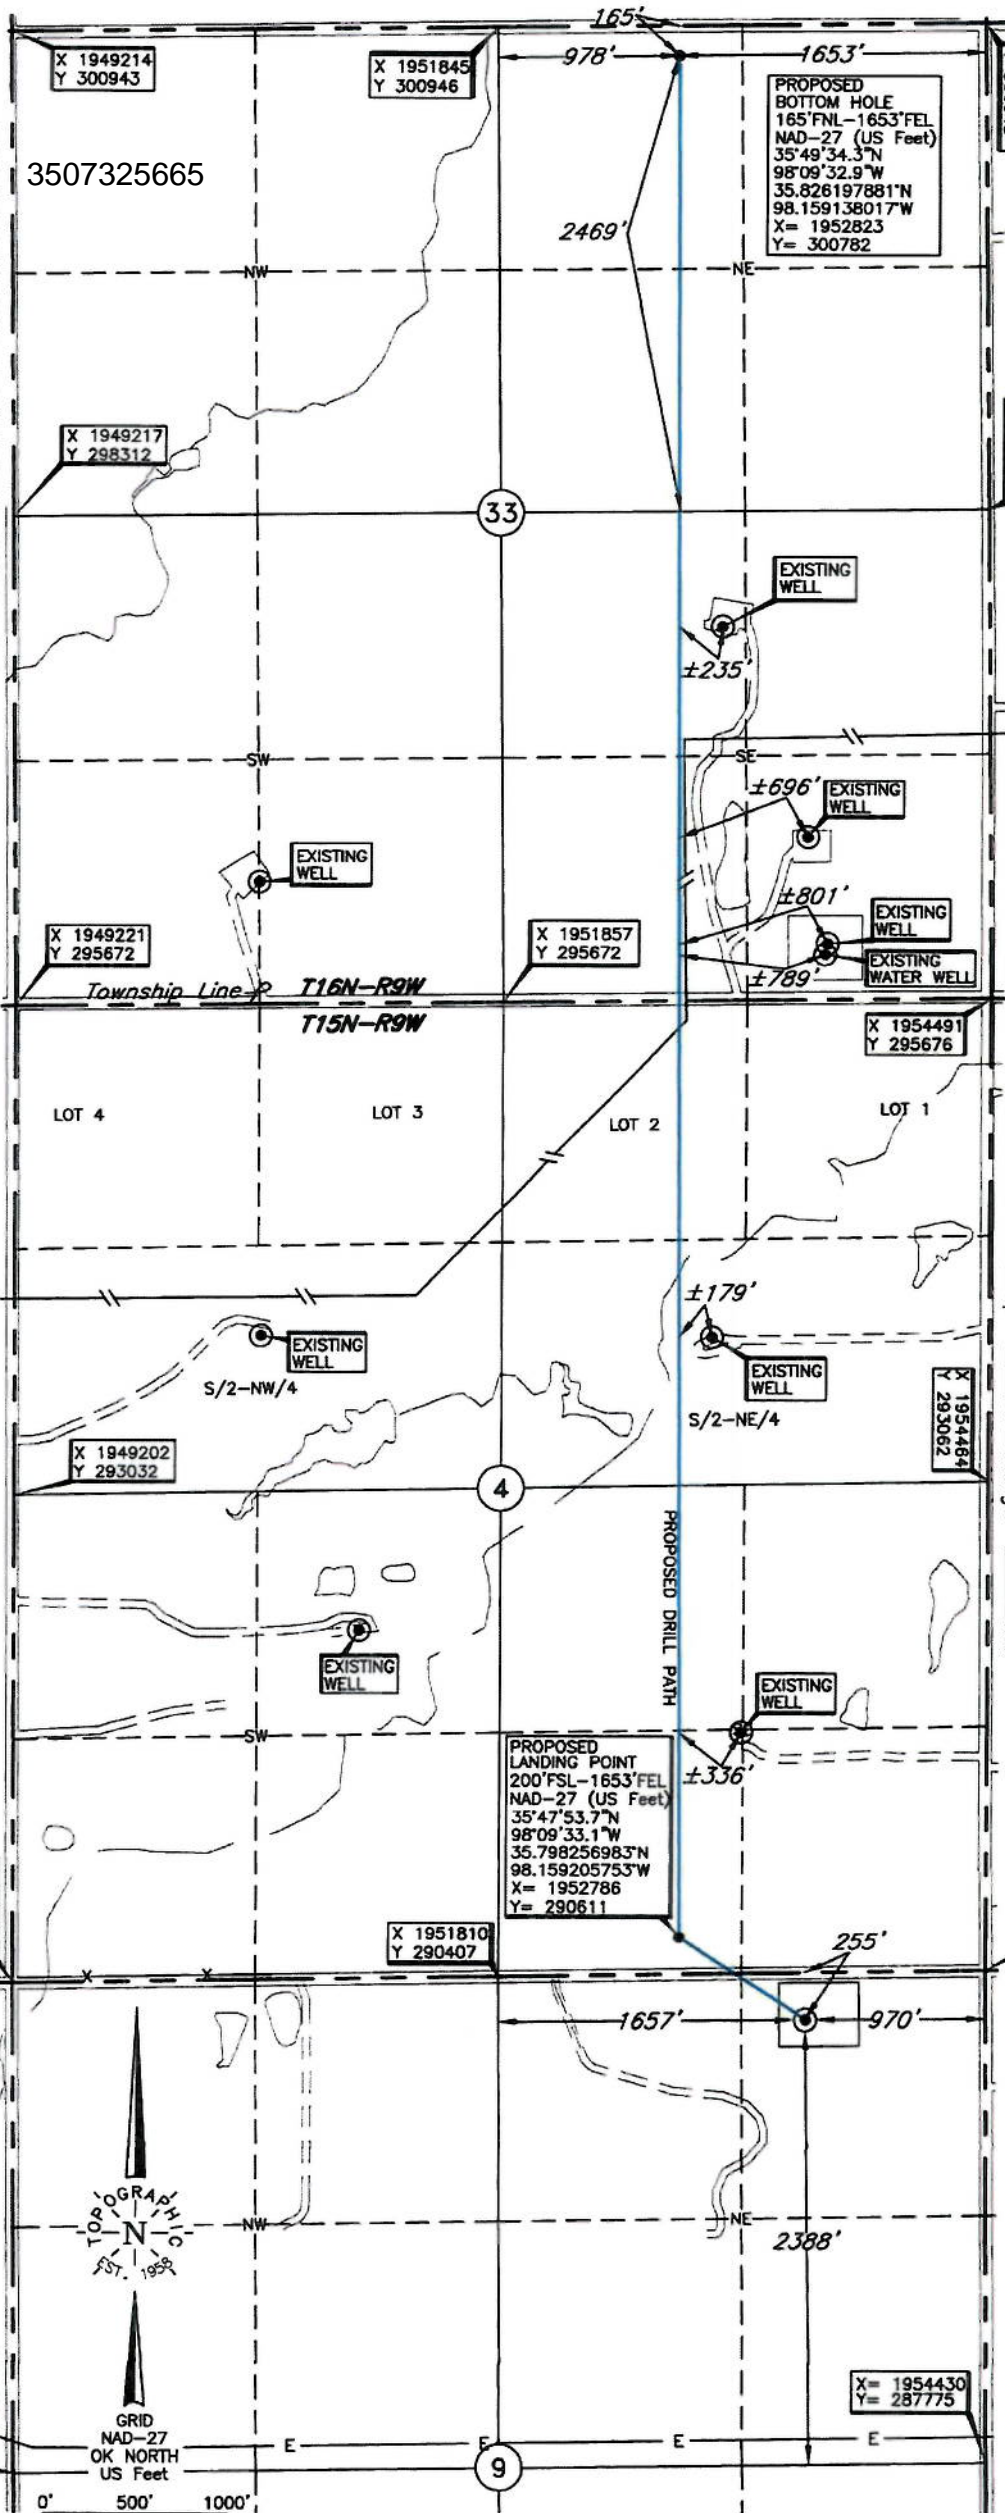 165'
X 1949214
Y 300943
X 1951845
Y 300946
978'
1653'
PROPOSED
BOTTOM HOLE
165'FNL-1653'FEL
NAD-27 (US Feet)
35°49'34.3"N
98°09'32.9"W
35.826197881°N
98.159138017°W
X= 1952823
Y= 300782
3507325665
2469'
NW
NE
X 1949217
Y 298312
33
EXISTING
WELL
±235'
SW
SE
±696'
EXISTING
WELL
EXISTING
WELL
±801'
EXISTING
WELL
X 1949221
Y 295672
X 1951857
Y 295672
±789'
EXISTING
WATER WELL
Township Line
T16N-R9W
T15N-R9W
X 1954491
Y 295676
LOT 4
LOT 3
LOT 2
LOT 1
±179'
EXISTING
WELL
EXISTING
WELL
S/2-NW/4
S/2-NE/4
X 1954464
Y 293062
X 1949202
Y 293032
4
PROPOSED DRILL PATH
EXISTING
WELL
EXISTING
WELL
SW
±336'
PROPOSED
LANDING POINT
200'FSL-1653'FEL
NAD-27 (US Feet)
35°47'53.7"N
98°09'33.1"W
35.798256983°N
98.159205753°W
X= 1952786
Y= 290611
X 1951810
Y 290407
255'
X X
1657'
970'
TOPOGRAPHIC
N
EST. 1958
NW
NE
2388'
X= 1954430
Y= 287775
GRID
NAD-27
OK NORTH
US Feet
E E E E
9
0' 500' 1000'